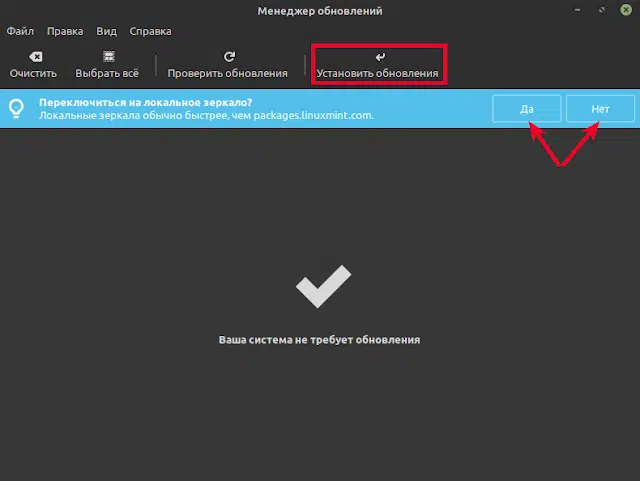 Менеджер обновлений
Файл Правка Вид Справка
Очистить Выбрать всё Проверить обновления Установить обновления
Переключиться на локальное зеркало?
Локальные зеркала обычно быстрее, чем packages.linuxmint.com.
Да Нет
Ваша система не требует обновления